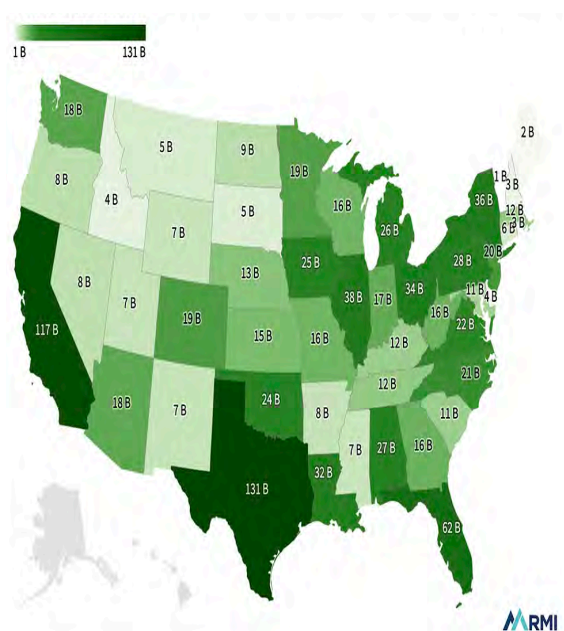 1 B 131 B
18 B
5 B
9 B
2 B
8 B
4 B
19 B
16 B
1 B
3 B
36 B
12 B
3 B
6 B
5 B
7 B
26 B
25 B
28 B
20 B
8 B
7 B
13 B
38 B
17 B
34 B
11 B
4 B
117 B
19 B
15 B
16 B
16 B
22 B
12 B
18 B
7 B
24 B
12 B
21 B
8 B
11 B
7 B
27 B
16 B
32 B
131 B
62 B
RMI